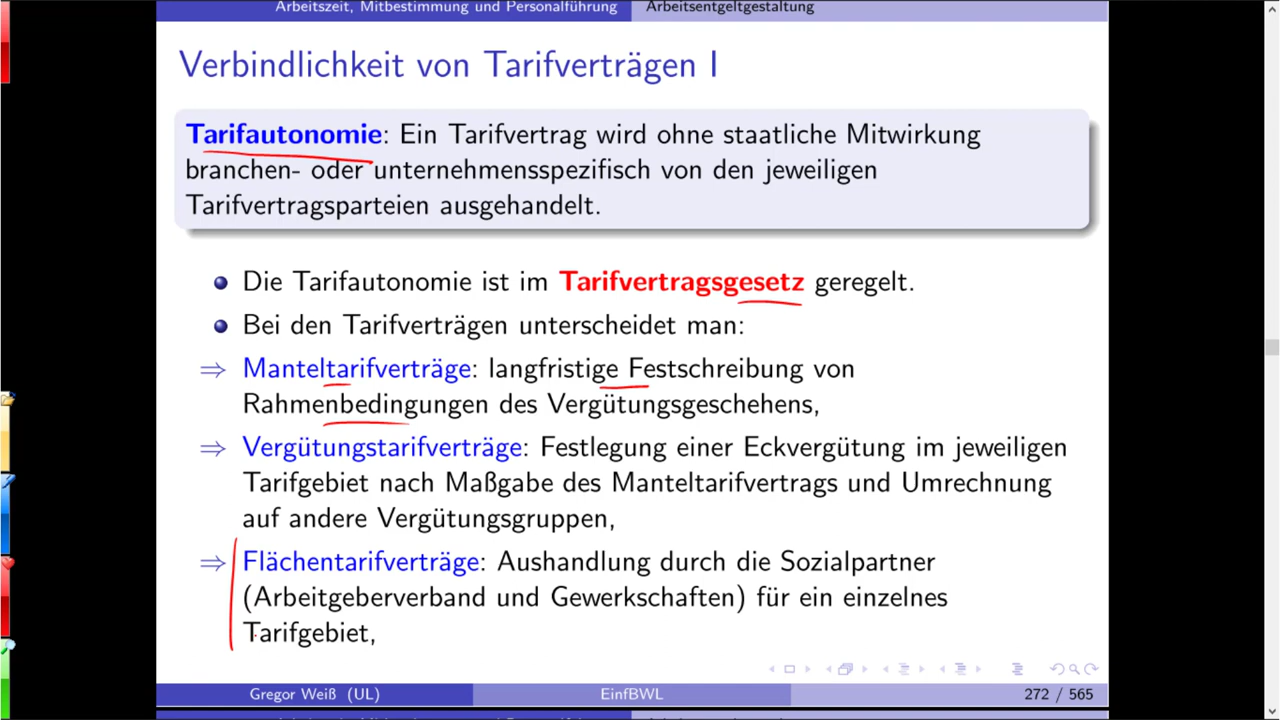 Arbeitszeit, Mitbestimmung und Personalführung Arbeitsentgeltgestaltung
Verbindlichkeit von Tarifverträgen I
Tarifautonomie: Ein Tarifvertrag wird ohne staatliche Mitwirkung
branchen- oder unternehmensspezifisch von den jeweiligen
Tarifvertragsparteien ausgehandelt.
Die Tarifautonomie ist im Tarifvertragsgesetz geregelt.
Bei den Tarifverträgen unterscheidet man:
⇒ Manteltarifverträge: langfristige Festschreibung von
Rahmenbedingungen des Vergütungsgeschehens,
⇒ Vergütungstarifverträge: Festlegung einer Eckvergütung im jeweiligen
Tarifgebiet nach Maßgabe des Manteltarifvertrags und Umrechnung
auf andere Vergütungsgruppen,
⇒ Flächentarifverträge: Aushandlung durch die Sozialpartner
(Arbeitgeberverband und Gewerkschaften) für ein einzelnes
Tarifgebiet,
Gregor Weiß (UL) EinfBWL 272 / 565